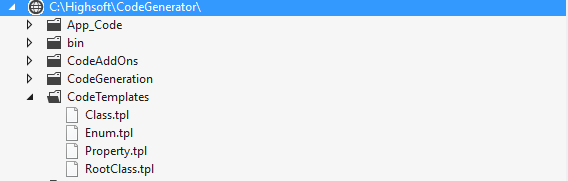 C:\Highsoft\CodeGenerator\
App_Code
bin
CodeAddOns
CodeGeneration
CodeTemplates
Class.tpl
Enum.tpl
Property.tpl
RootClass.tpl